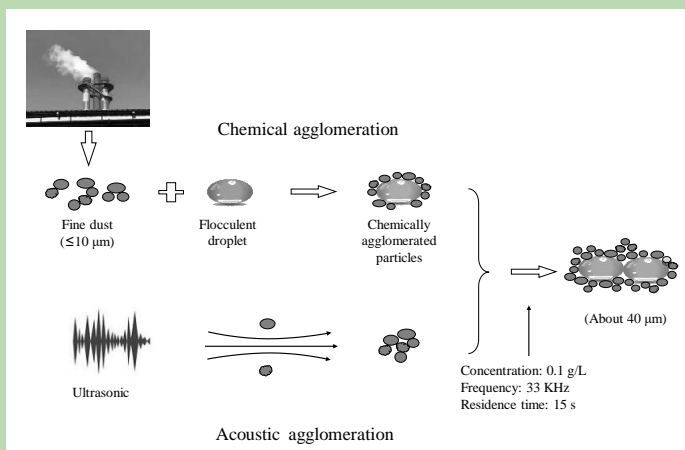 Chemical agglomeration
Fine dust
(≤10 μm)
Flocculent
droplet
Chemically
agglomerated
particles
(About 40 μm)
Ultrasonic
Concentration: 0.1 g/L
Frequency: 33 KHz
Residence time: 15 s
Acoustic agglomeration